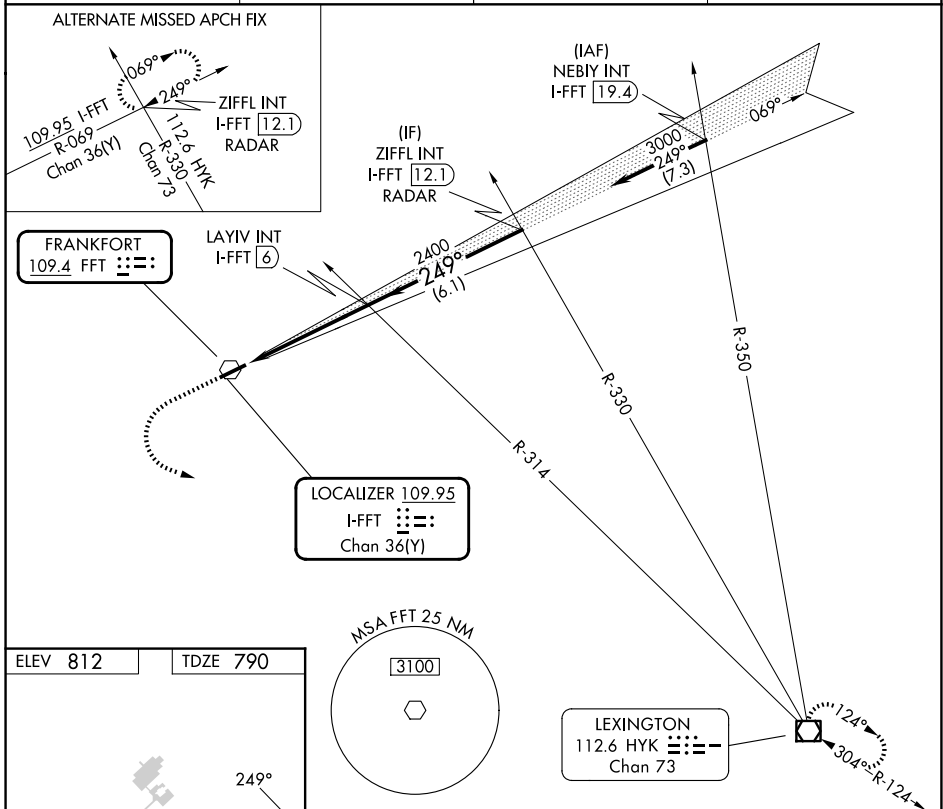 ALTERNATE MISSED APCH FIX
069°
249°
109.95 I-FFT
R-069
Chan 36(Y)
112.6 HYK
R-330
Chan 73
ZIFFL INT
I-FFT 12.1
RADAR
(IAF)
NEBIY INT
I-FFT 19.4
(IF)
ZIFFL INT
I-FFT 12.1
RADAR
LAYIV INT
I-FFT 6
069°
3000
249°
(7.3)
2400
249°
(6.1)
FRANKFORT
109.4 FFT
R-350
R-330
R-314
LOCALIZER 109.95
I-FFT
Chan 36(Y)
MSA FFT 25 NM
3100
LEXINGTON
112.6 HYK
Chan 73
124°
304°
R-124
ELEV 812
TDZE 790
249°